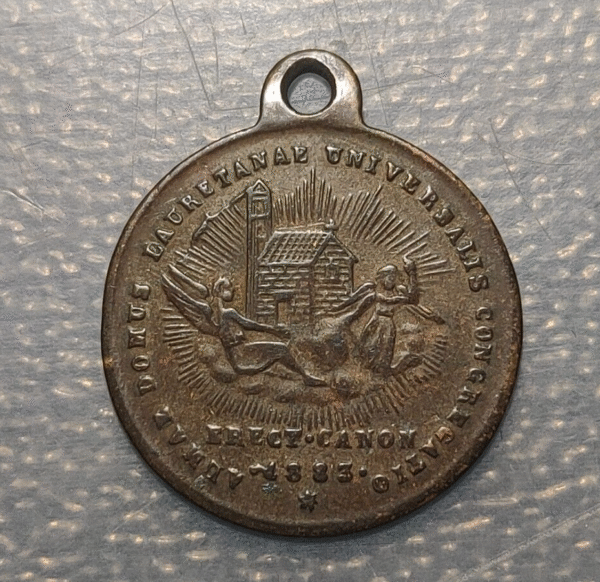 ALMAE DOMUS LAURETANAE UNIVERSALIS CONGREGATIO
ERECT·CANON
·1883·